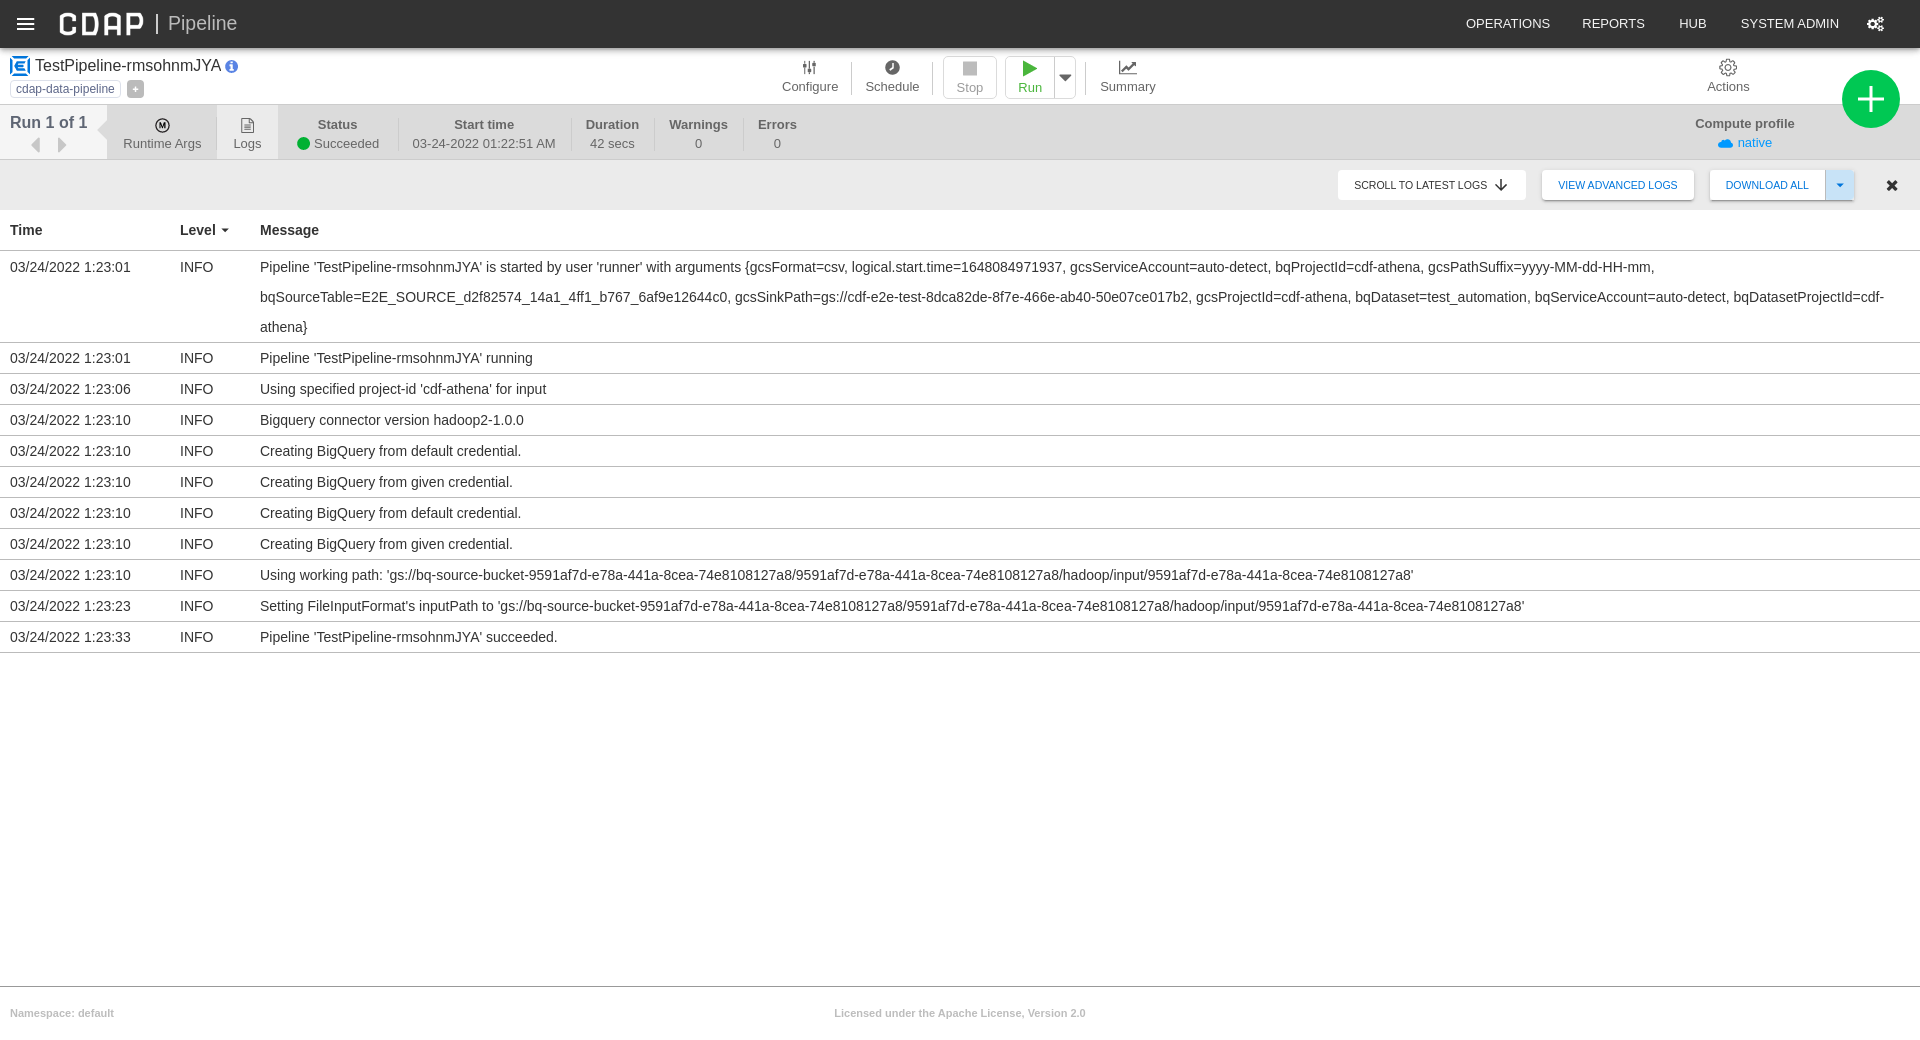 CDAP | Pipeline
OPERATIONS REPORTS HUB SYSTEM ADMIN
TestPipeline-rmsohnmJYA
cdap-data-pipeline +
Configure Schedule Stop Run Summary Actions
Run 1 of 1
Runtime Args
Logs
Status
Succeeded
Start time
03-24-2022 01:22:51 AM
Duration
42 secs
Warnings
0
Errors
0
Compute profile
native
SCROLL TO LATEST LOGS VIEW ADVANCED LOGS DOWNLOAD ALL
Time Level Message
03/24/2022 1:23:01 INFO Pipeline 'TestPipeline-rmsohnmJYA' is started by user 'runner' with arguments {gcsFormat=csv, logical.start.time=1648084971937, gcsServiceAccount=auto-detect, bqProjectId=cdf-athena, gcsPathSuffix=yyyy-MM-dd-HH-mm,
bqSourceTable=E2E_SOURCE_d2f82574_14a1_4ff1_b767_6af9e12644c0, gcsSinkPath=gs://cdf-e2e-test-8dca82de-8f7e-466e-ab40-50e07ce017b2, gcsProjectId=cdf-athena, bqDataset=test_automation, bqServiceAccount=auto-detect, bqDatasetProjectId=cdf-
athena}
03/24/2022 1:23:01 INFO Pipeline 'TestPipeline-rmsohnmJYA' running
03/24/2022 1:23:06 INFO Using specified project-id 'cdf-athena' for input
03/24/2022 1:23:10 INFO Bigquery connector version hadoop2-1.0.0
03/24/2022 1:23:10 INFO Creating BigQuery from default credential.
03/24/2022 1:23:10 INFO Creating BigQuery from given credential.
03/24/2022 1:23:10 INFO Creating BigQuery from default credential.
03/24/2022 1:23:10 INFO Creating BigQuery from given credential.
03/24/2022 1:23:10 INFO Using working path: 'gs://bq-source-bucket-9591af7d-e78a-441a-8cea-74e8108127a8/9591af7d-e78a-441a-8cea-74e8108127a8/hadoop/input/9591af7d-e78a-441a-8cea-74e8108127a8'
03/24/2022 1:23:23 INFO Setting FileInputFormat's inputPath to 'gs://bq-source-bucket-9591af7d-e78a-441a-8cea-74e8108127a8/9591af7d-e78a-441a-8cea-74e8108127a8/hadoop/input/9591af7d-e78a-441a-8cea-74e8108127a8'
03/24/2022 1:23:33 INFO Pipeline 'TestPipeline-rmsohnmJYA' succeeded.
Namespace: default Licensed under the Apache License, Version 2.0